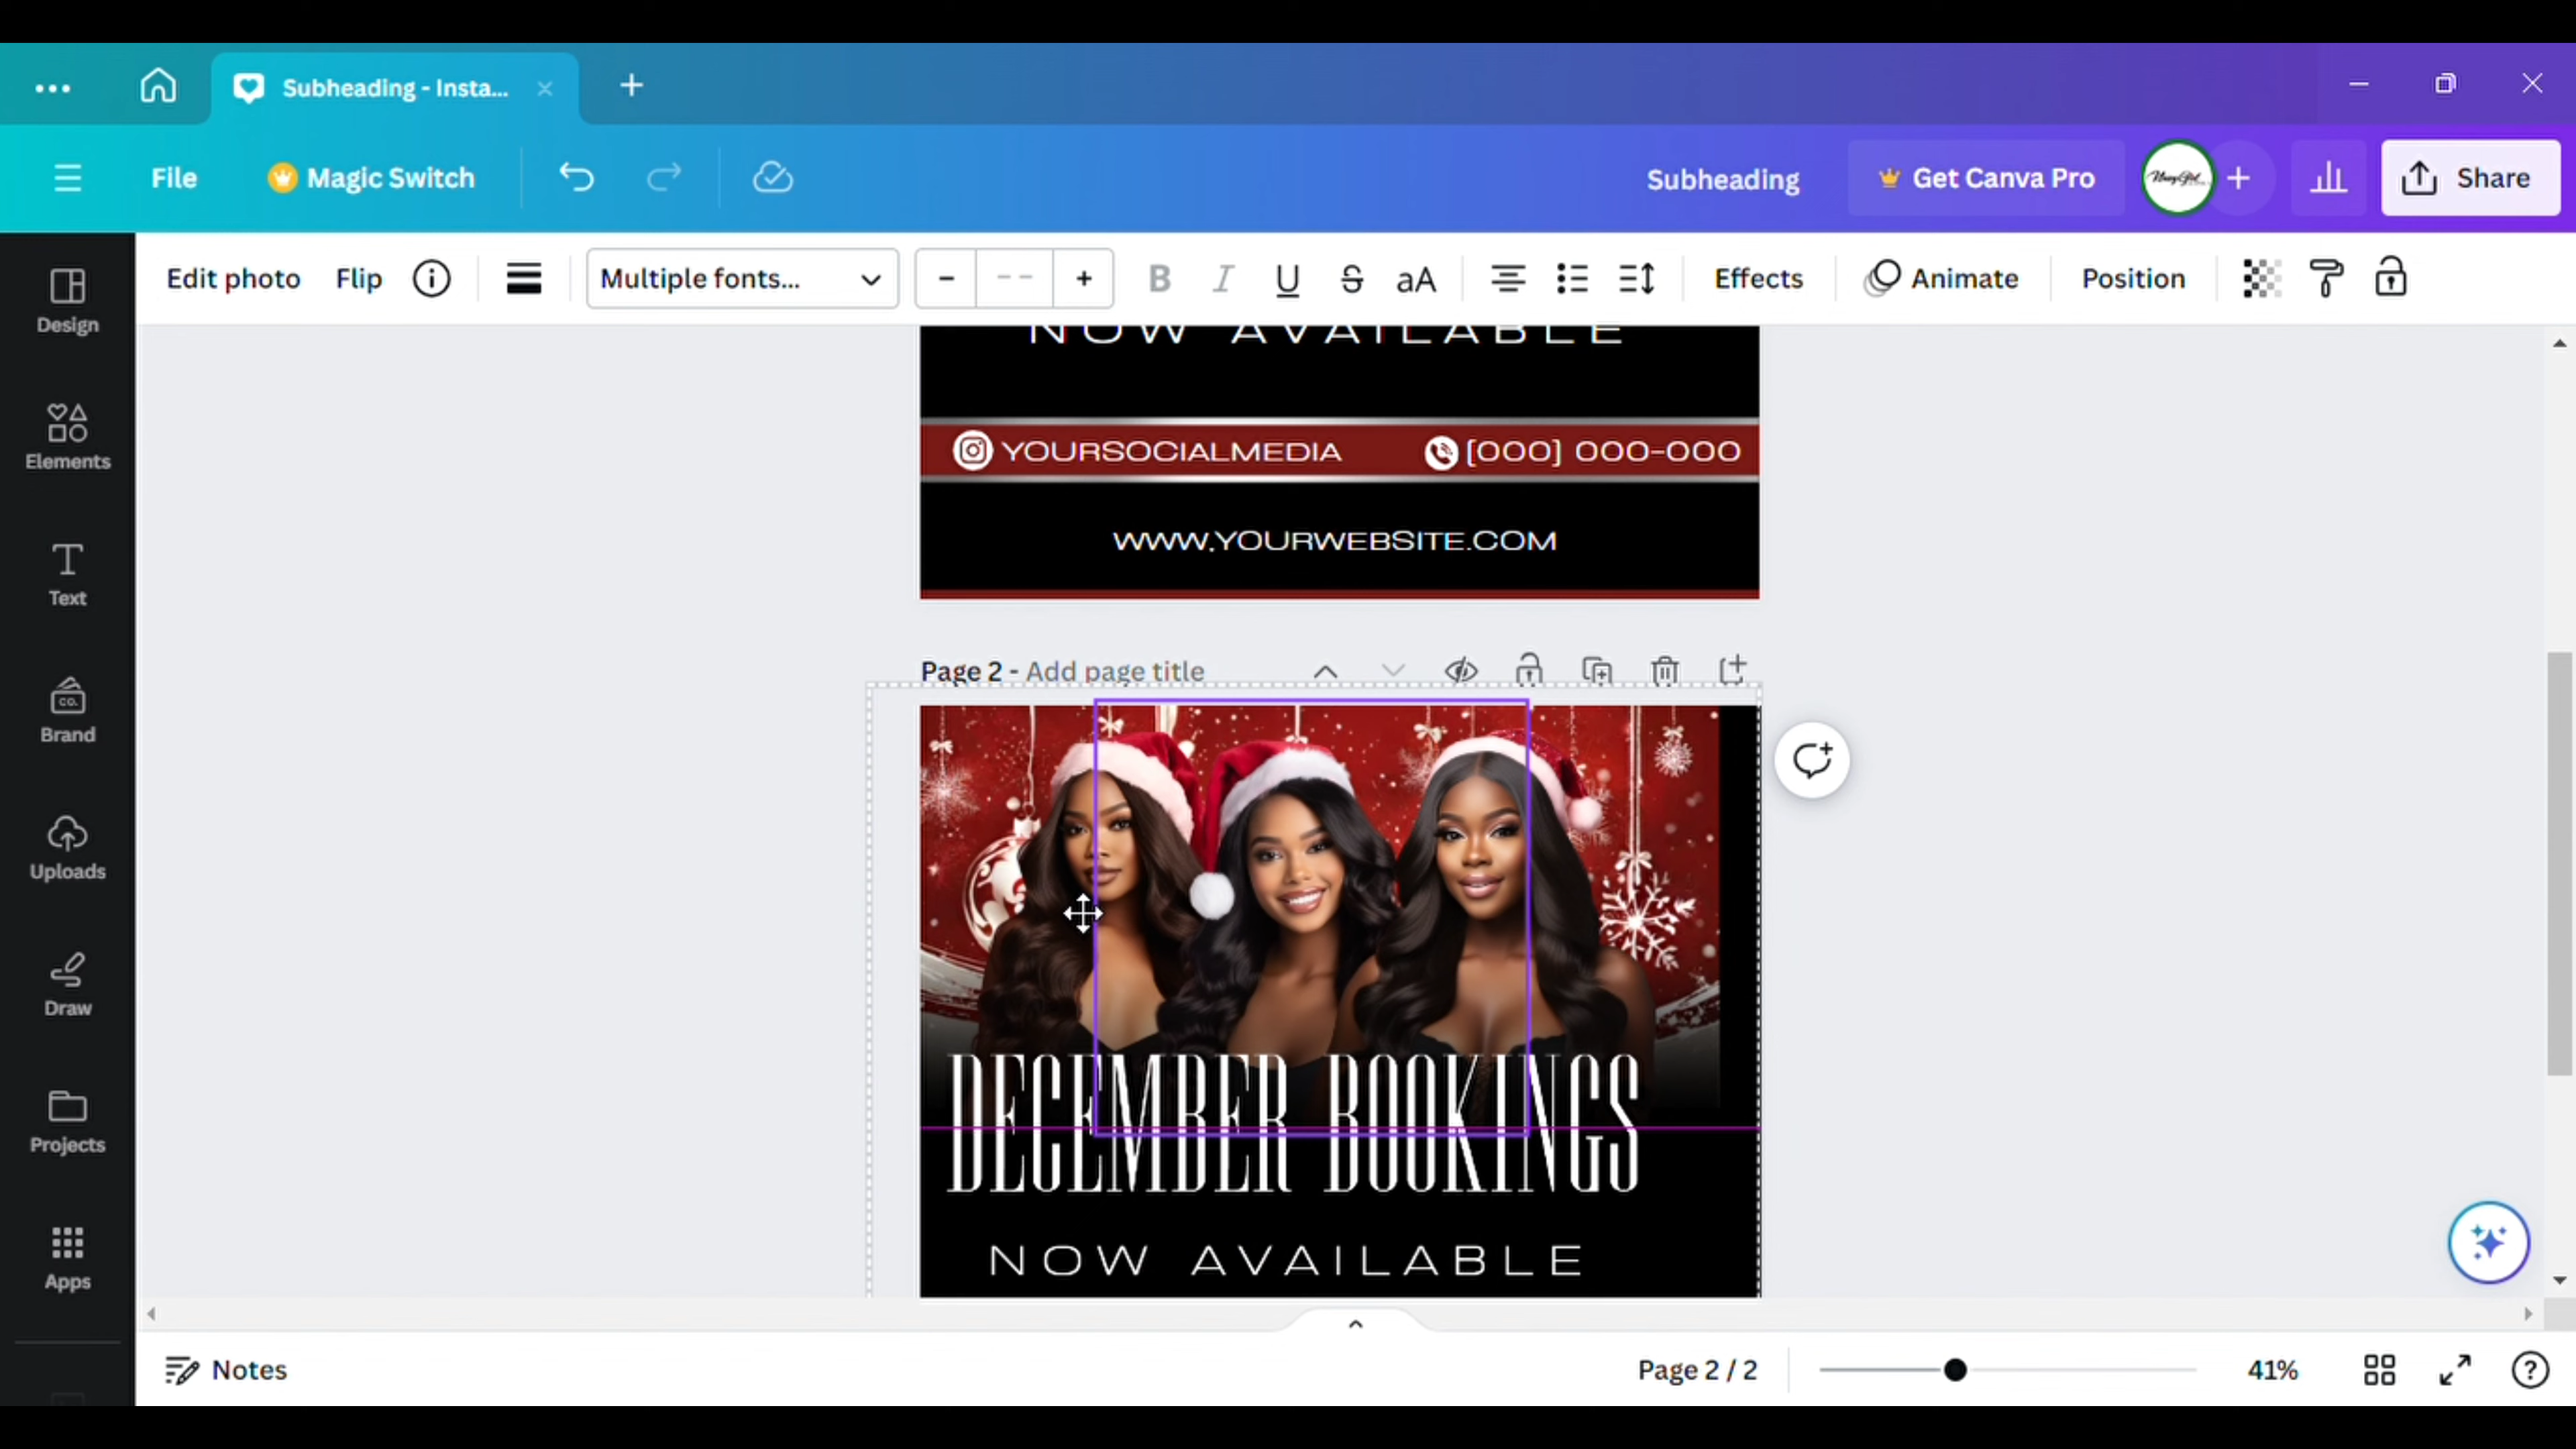 Subheading - Insta...
File
Magic Switch
Subheading
Get Canva Pro
Share
Edit photo
Flip
Multiple fonts...
- -- +
B I U S aA
Effects
Animate
Position
Design
Elements
Text
CO.
Brand
Uploads
Draw
Projects
Apps
NOW AVAILABLE
YOURSOCIALMEDIA
(000) 000-000
WWW.YOURWEBSITE.COM
Page 2 - Add page title
DECEMBER BOOKINGS
NOW AVAILABLE
Notes
Page 2 / 2
41%